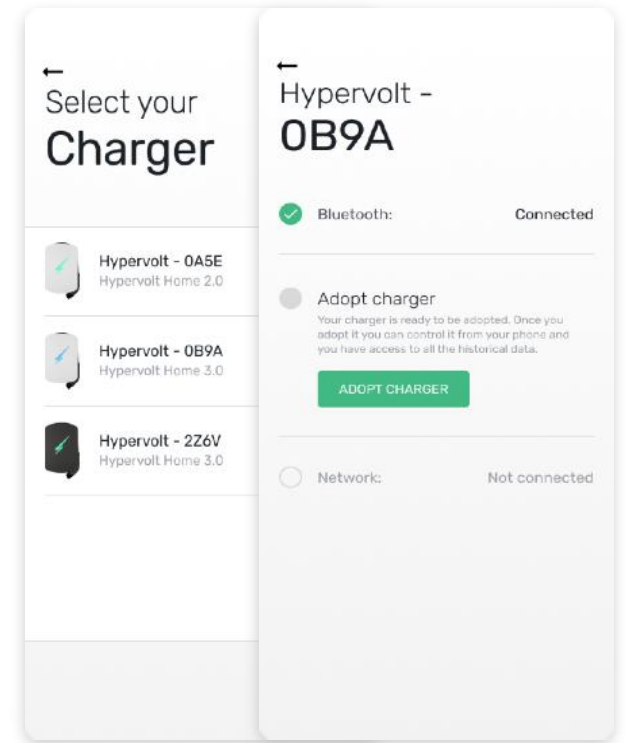 Select your
Charger
Hypervolt - 0A5E
Hypervolt Home 2.0
Hypervolt - 0B9A
Hypervolt Home 3.0
Hypervolt - 2Z6V
Hypervolt Home 3.0
Hypervolt -
0B9A
Bluetooth: Connected
Adopt charger
Your charger is ready to be adopted. Once you
adopt it you can control it from your phone and
you have access to all the historical data.
ADOPT CHARGER
Network: Not connected